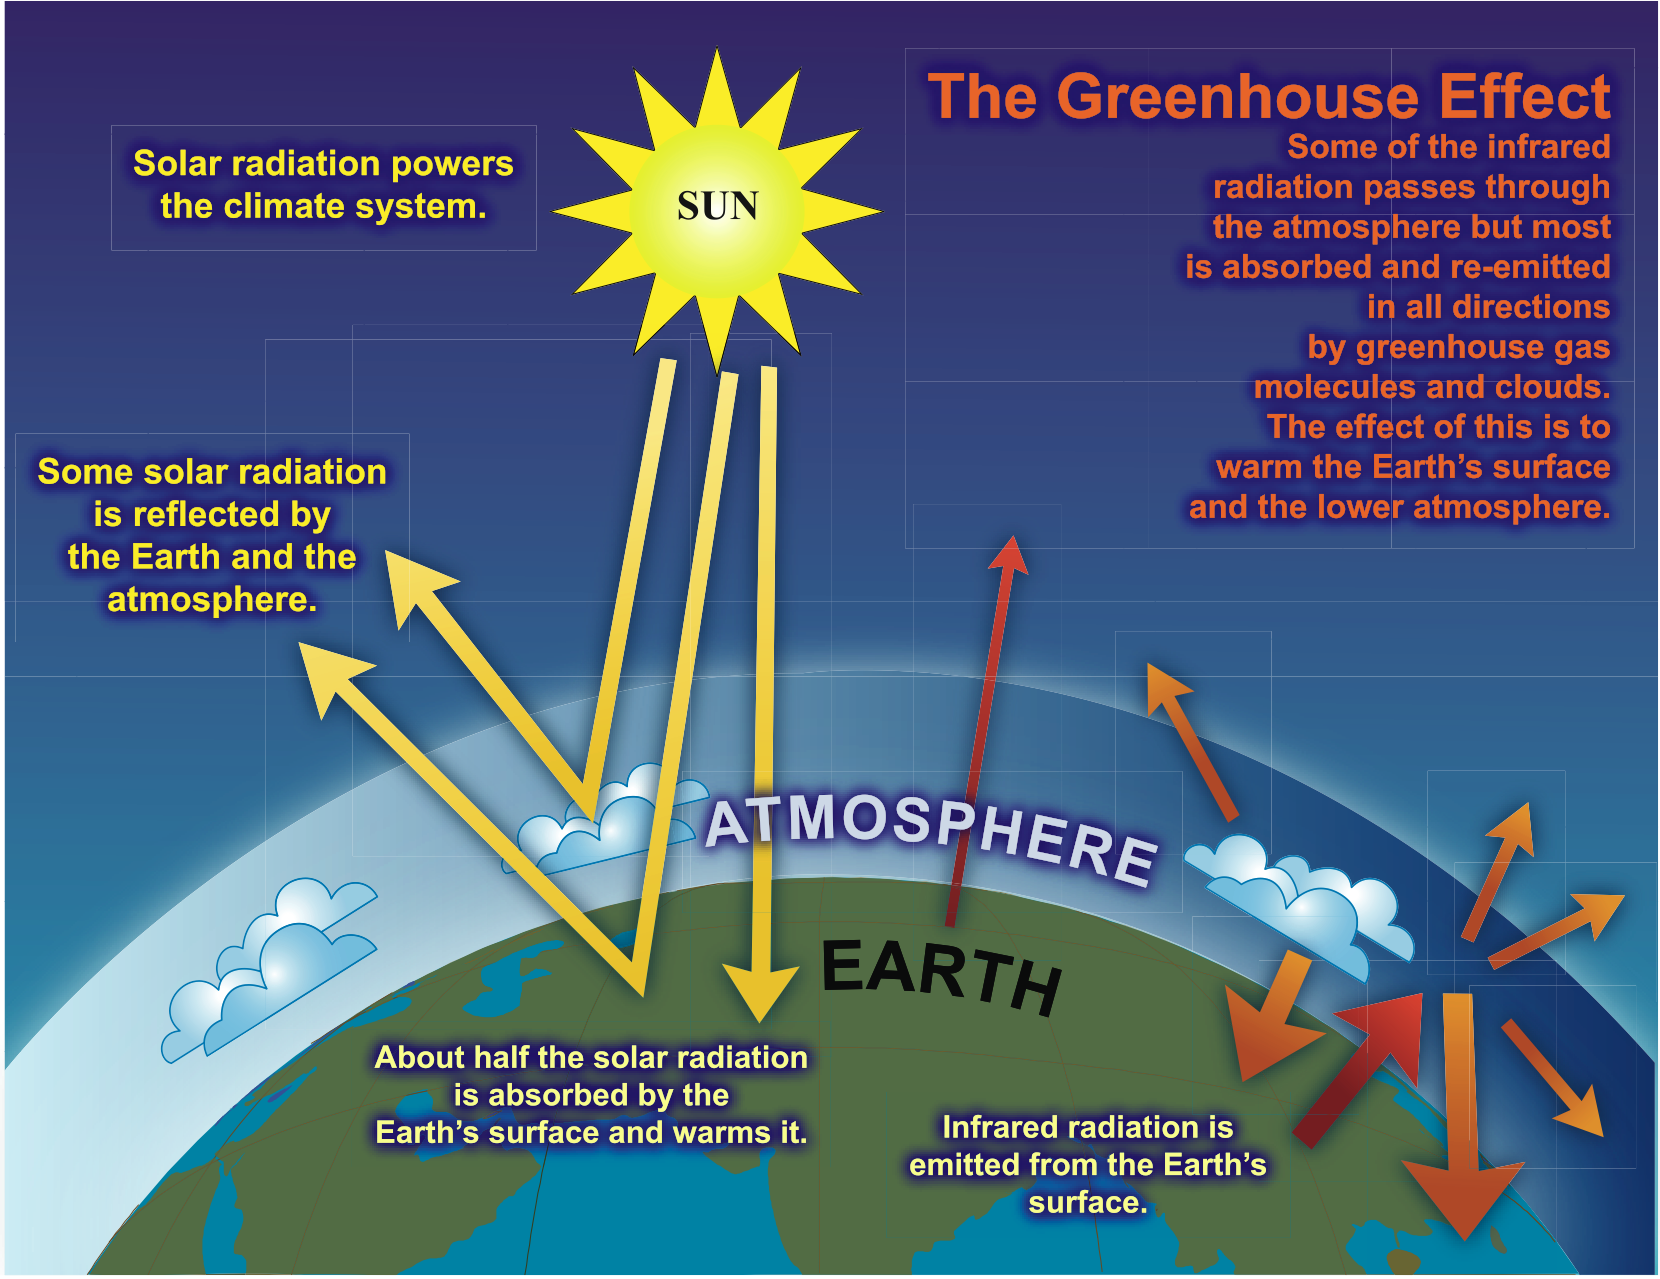 The Greenhouse Effect
Some of the infrared
radiation passes through
the atmosphere but most
is absorbed and re-emitted
in all directions
by greenhouse gas
molecules and clouds.
The effect of this is to
warm the Earth’s surface
and the lower atmosphere.
Solar radiation powers
the climate system.
SUN
Some solar radiation
is reflected by
the Earth and the
atmosphere.
ATMOSPHERE
EARTH
About half the solar radiation
is absorbed by the
Earth’s surface and warms it.
Infrared radiation is
emitted from the Earth’s
surface.